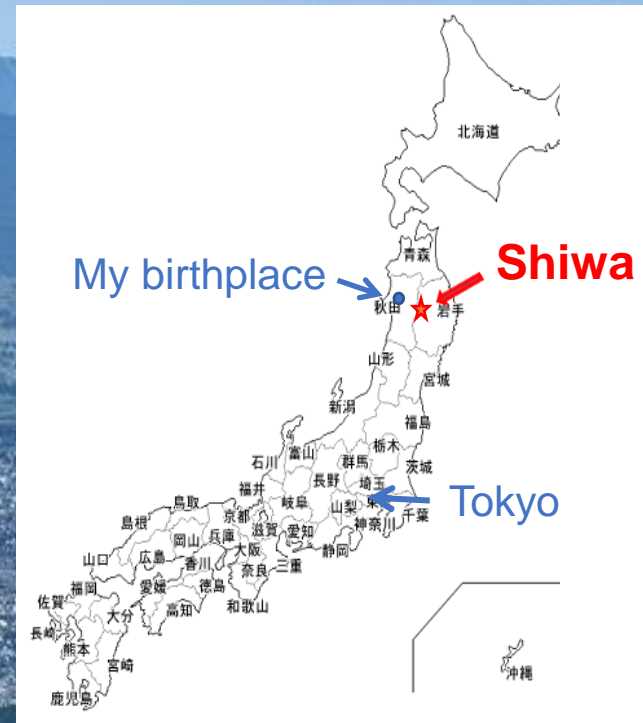 北海道
青森
My birthplace
Shiwa
秋田
岩手
山形
宮城
新潟
福島
石川
富山
群馬
栃木
茨城
福井
長野
埼玉
Tokyo
岐阜
山梨
東
千葉
神奈川
鳥取
京都
滋賀
愛知
静岡
島根
岡山
兵庫
大阪
三重
山口
広島
香川
奈良
福岡
愛媛
徳島
和歌山
佐賀
大分
高知
長崎
熊本
宮崎
鹿児島
沖縄